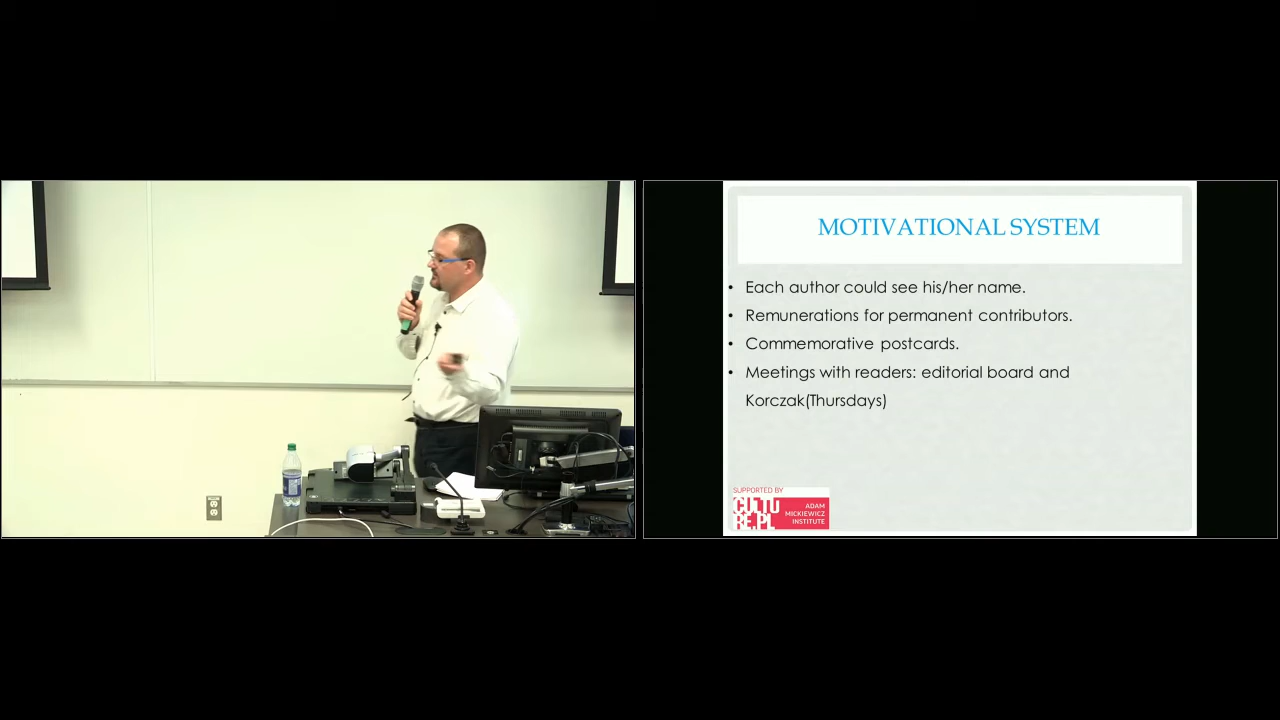 MOTIVATIONAL SYSTEM
• Each author could see his/her name.
• Remunerations for permanent contributors.
• Commemorative postcards.
• Meetings with readers: editorial board and
Korczak(Thursdays)
SUPPORTED BY
CULTU
RE.PL
ADAM
MICKIEWICZ
INSTITUTE